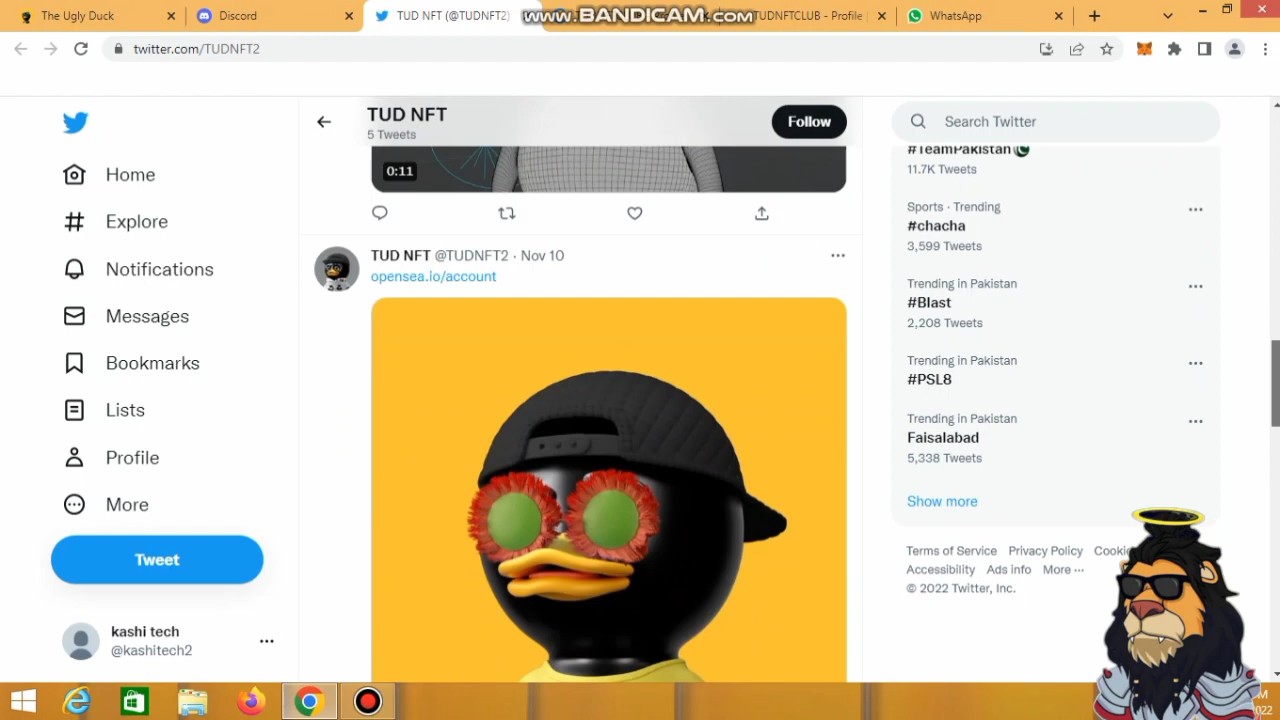 The Ugly Duck
Discord
TUD NFT (@TUDNFT2)
www.BANDICAM.com
TUDNFTCLUB - Profile
WhatsApp
twitter.com/TUDNFT2
TUD NFT
5 Tweets
Follow
Search Twitter
Home
Explore
Notifications
Messages
Bookmarks
Lists
Profile
More
Tweet
kashi tech
@kashitech2
0:11
TUD NFT @TUDNFT2 · Nov 10
opensea.io/account
#TeamPakistan
11.7K Tweets
Sports · Trending
#chacha
3,599 Tweets
Trending in Pakistan
#Blast
2,208 Tweets
Trending in Pakistan
#PSL8
Trending in Pakistan
Faisalabad
5,338 Tweets
Show more
Terms of Service Privacy Policy Cookie
Accessibility Ads info More ···
© 2022 Twitter, Inc.